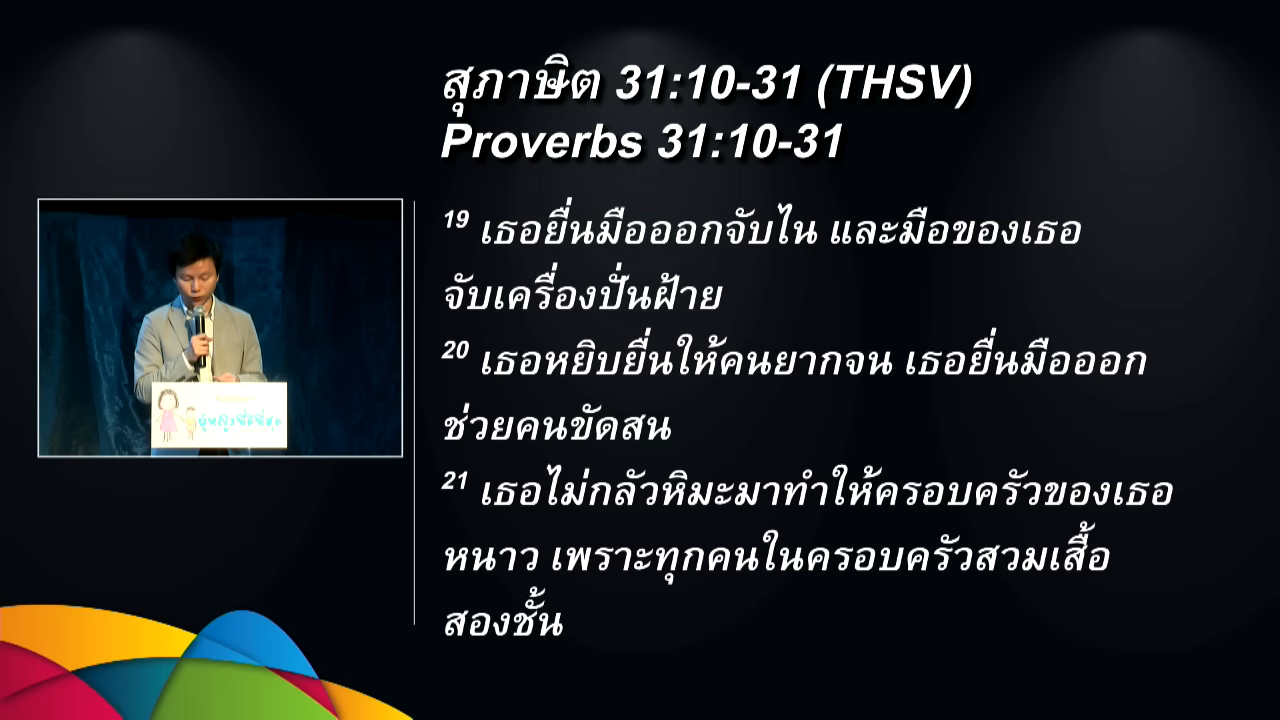 สุภาษิต 31:10-31 (THSV)
Proverbs 31:10-31
19 เธอยื่นมือออกจับไน และมือของเธอ
จับเครื่องปั่นฝ้าย
20 เธอหยิบยื่นให้คนยากจน เธอยื่นมือออก
ช่วยคนขัดสน
21 เธอไม่กลัวหิมะมาทำให้ครอบครัวของเธอ
หนาว เพราะทุกคนในครอบครัวสวมเสื้อ
สองชั้น